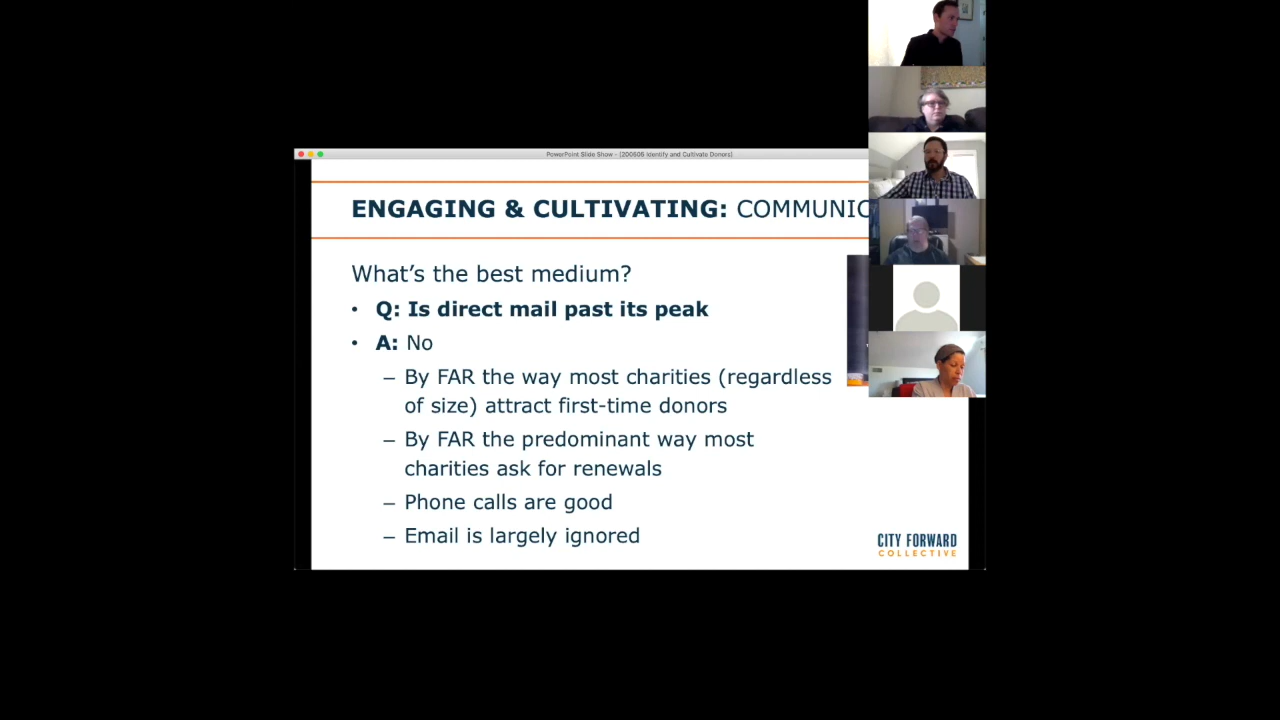 PowerPoint Slide Show - [200506 Identify and Cultivate Donors]
ENGAGING & CULTIVATING: COMMUNIC
What's the best medium?
• Q: Is direct mail past its peak
• A: No
– By FAR the way most charities (regardless
of size) attract first-time donors
– By FAR the predominant way most
charities ask for renewals
– Phone calls are good
– Email is largely ignored
CITY FORWARD
COLLECTIVE